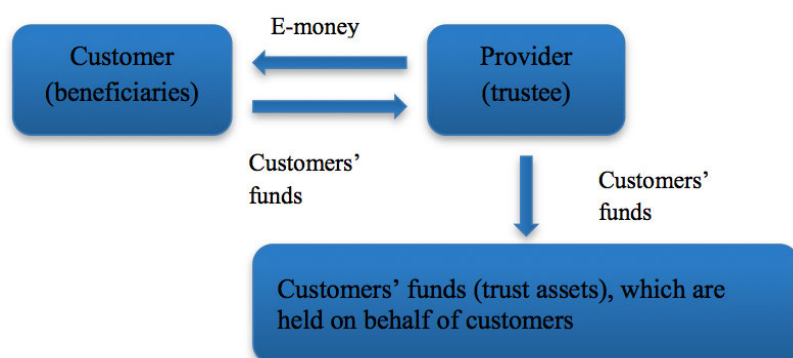 E-money
Customer
(beneficiaries)
Provider
(trustee)
Customers’
funds
Customers’
funds
Customers’ funds (trust assets), which are
held on behalf of customers